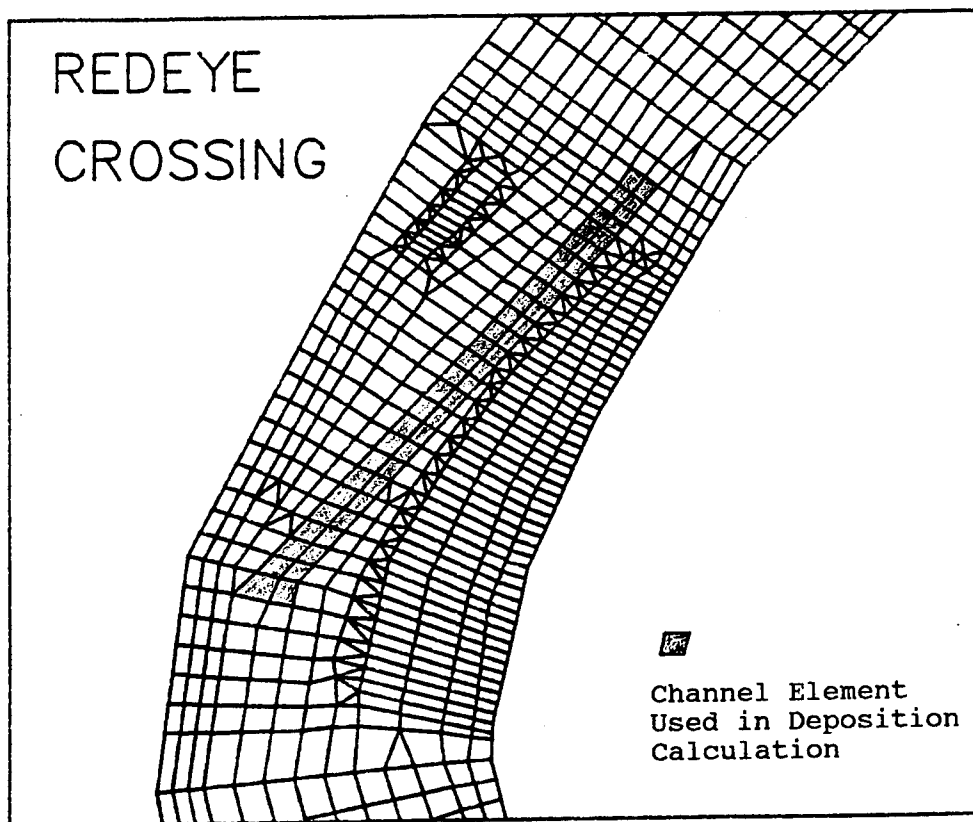 REDEYE
CROSSING
Channel Element
Used in Deposition
Calculation